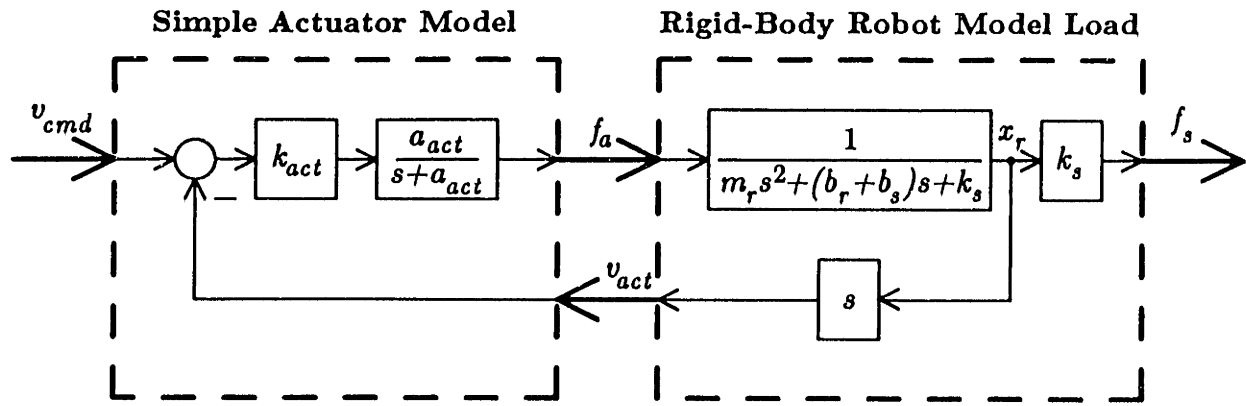 Simple Actuator Model
Rigid-Body Robot Model Load
v_cmd
k_act
a_act
s+a_act
f_a
1
m_r s²+(b_r+b_s)s+k_s
x_r
k_s
f_s
−
v_act
s